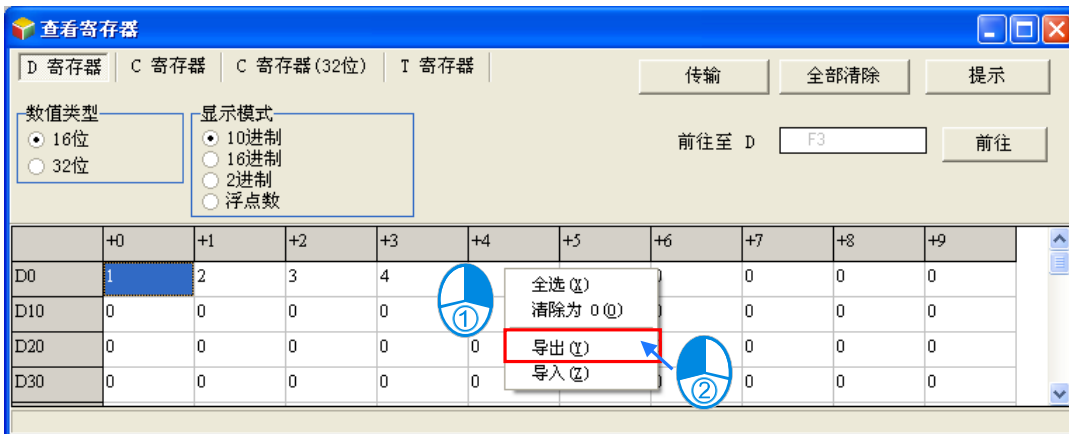 查看寄存器
D 寄存器 C 寄存器 C 寄存器(32位) T 寄存器 传输 全部清除 提示
数值类型 显示模式
16位 10进制 前往至 D F3 前往
32位 16进制
2进制
浮点数
+0 +1 +2 +3 +4 +5 +6 +7 +8 +9
D0 1 2 3 4 全选(X) 0 0 0
① 清除为 0(O)
D10 0 0 0 0 0 0 0
D20 0 0 0 0 0 导出(Y) 0 0 0
D30 0 0 0 0 0 导入(Z) ② 0 0 0